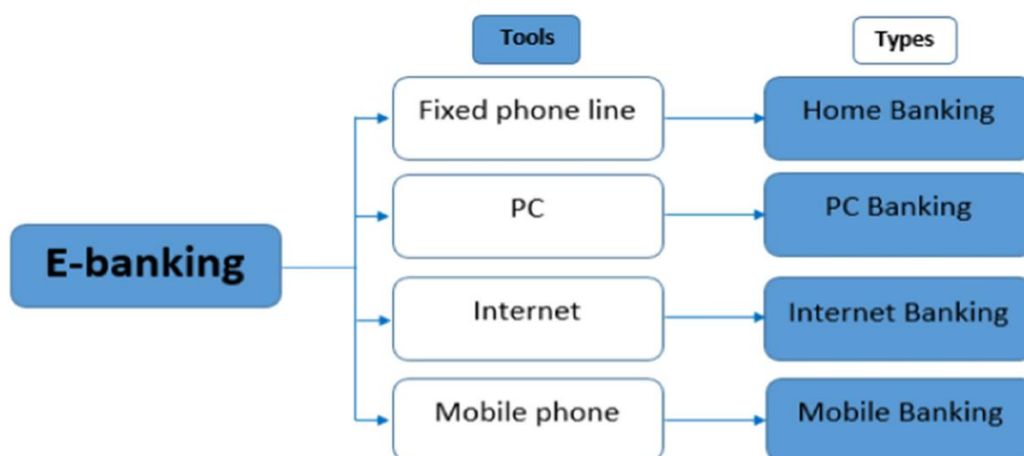 Tools
Types
Fixed phone line
Home Banking
PC
PC Banking
E-banking
Internet
Internet Banking
Mobile phone
Mobile Banking